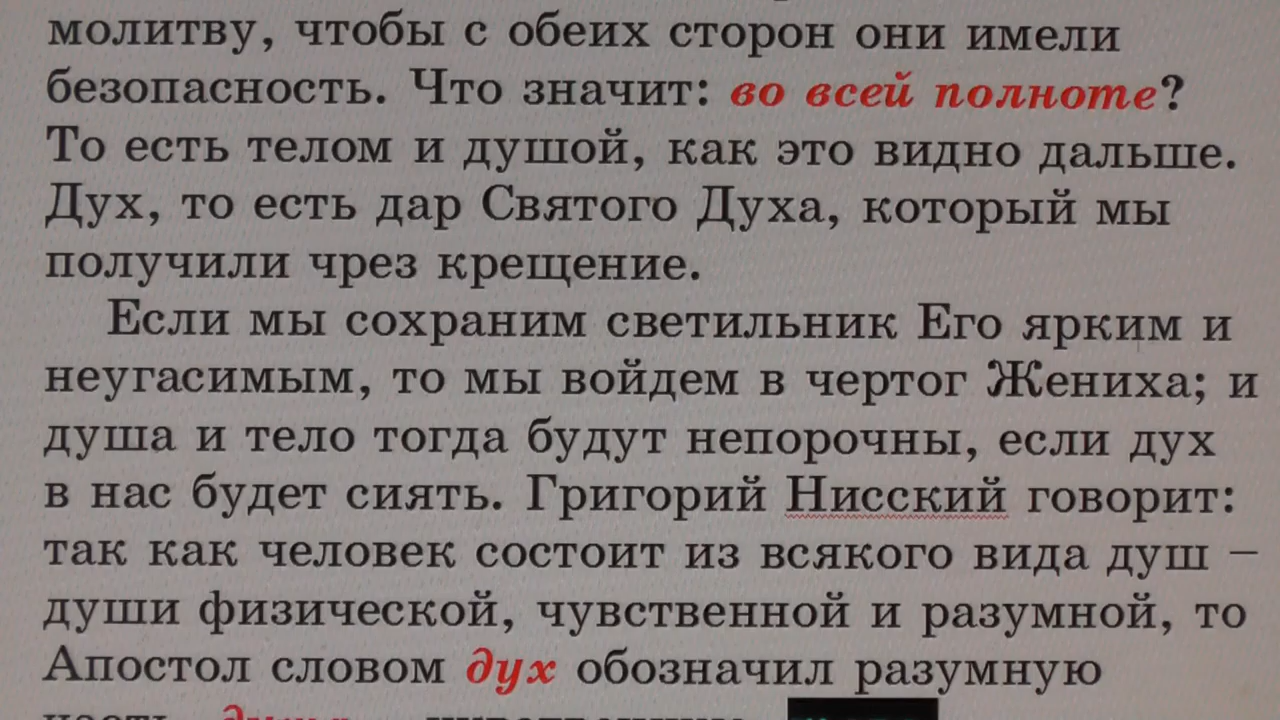 молитву, чтобы с обеих сторон они имели
безопасность. Что значит: во всей полноте?
То есть телом и душой, как это видно дальше.
Дух, то есть дар Святого Духа, который мы
получили чрез крещение.
Если мы сохраним светильник Его ярким и
неугасимым, то мы войдем в чертог Жениха; и
душа и тело тогда будут непорочны, если дух
в нас будет сиять. Григорий Нисский говорит:
так как человек состоит из всякого вида душ –
души физической, чувственной и разумной, то
Апостол словом дух обозначил разумную